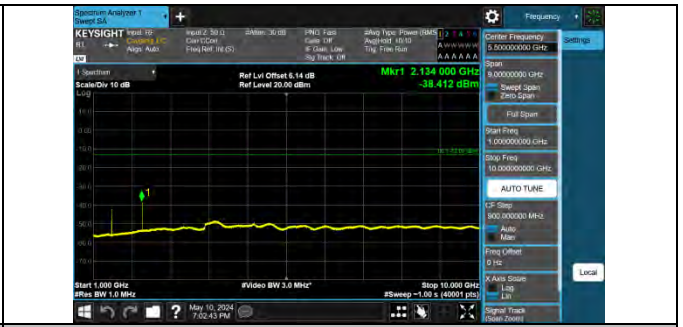 Spectrum Analyzer 1
Swept SA
+
Frequency
KEYSIGHT
Input: RF
Coupling: DC
Align: Auto
Input Z: 50 Ω
Corr CCorr
Freq Ref: Int (S)
#Atten: 30 dB
PNO: Fast
Gate: Off
IF Gain: Low
Sig Track: Off
#Avg Type: Power (RMS
Avg|Hold: 10/10
Trig: Free Run
A W W W W W
A A A A A A
LW
1 Spectrum
Scale/Div 10 dB
Log
Ref Lvl Offset 6.14 dB
Ref Level 20.00 dBm
Mkr1 2.134 000 GHz
-38.412 dBm
1
Start 1.000 GHz
#Res BW 1.0 MHz
#Video BW 3.0 MHz*
Stop 10.000 GHz
#Sweep ~1.00 s (40001 pts)
Center Frequency
5.500000000 GHz
Settings
Span
9.00000000 GHz
Swept Span
Zero Span
Full Span
Start Freq
1.000000000 GHz
Stop Freq
10.000000000 GHz
AUTO TUNE
CF Step
900.000000 MHz
Auto
Man
Freq Offset
0 Hz
X Axis Scale
Log
Lin
Local
Signal Track
(Span Zoom)
?
May 10, 2024
7:02:43 PM